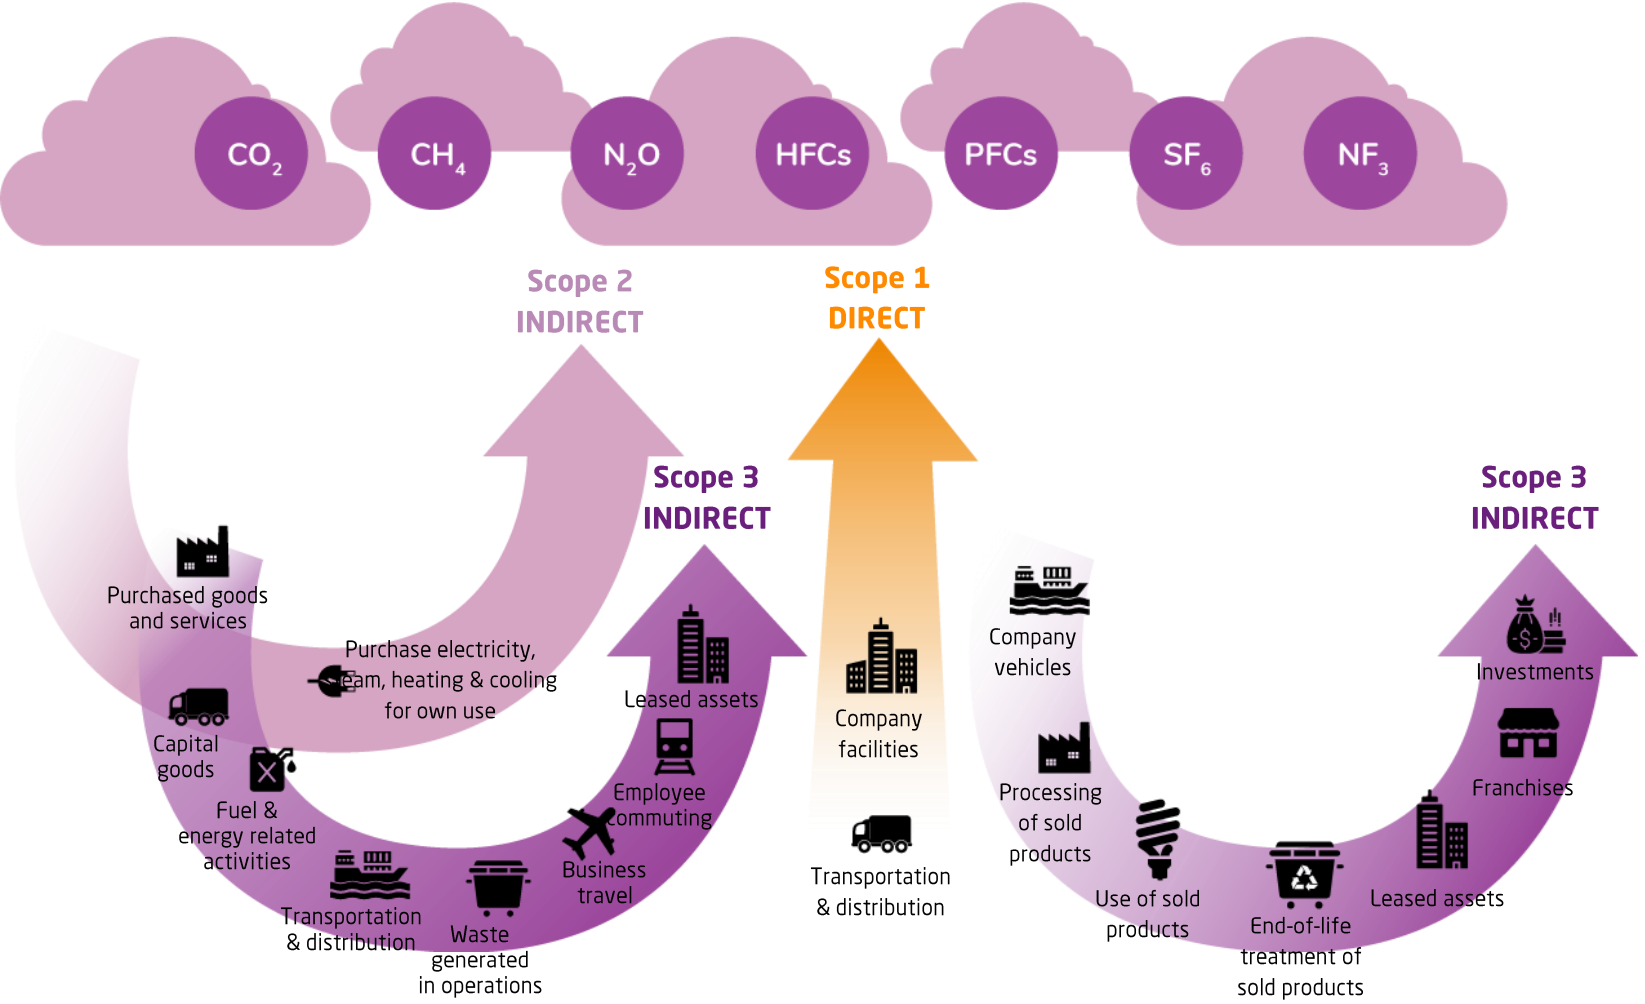 CO2
CH4
N2O
HFCs
PFCs
SF6
NF3
Scope 2
INDIRECT
Scope 1
DIRECT
Scope 3
INDIRECT
Scope 3
INDIRECT
Purchased goods
and services
Purchase electricity,
eam, heating & cooling
for own use
Capital
goods
Fuel &
energy related
activities
Transportation
& distribution
Waste
generated
in operations
Business
travel
Employee
commuting
Leased assets
Company
facilities
Transportation
& distribution
Company
vehicles
Processing
of sold
products
Use of sold
products
End-of-life
treatment of
sold products
Leased assets
Franchises
Investments